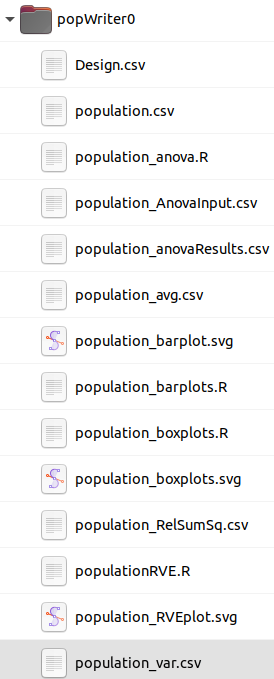 popWriter0
Design.csv
population.csv
population_anova.R
population_AnovaInput.csv
population_anovaResults.csv
population_avg.csv
population_barplot.svg
population_barplots.R
population_boxplots.R
population_boxplots.svg
population_RelSumSq.csv
populationRVE.R
population_RVEplot.svg
population_var.csv